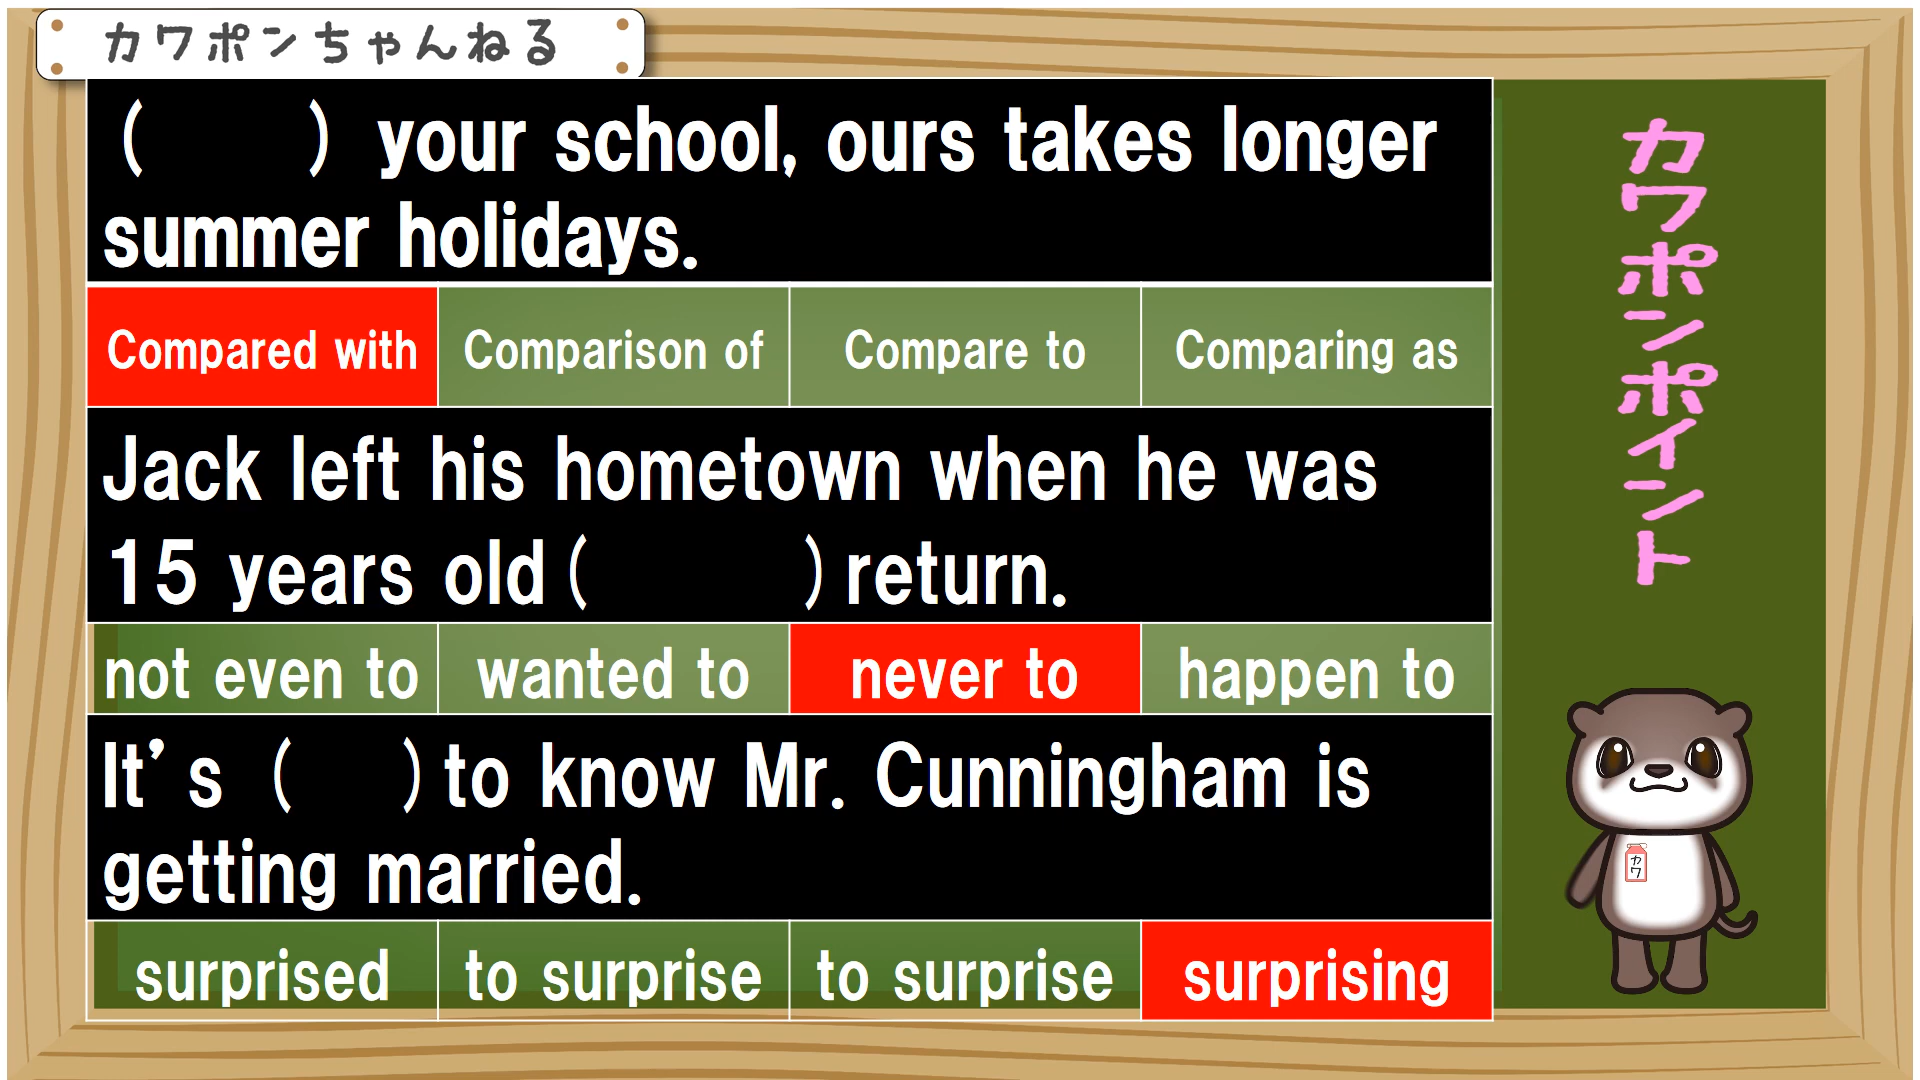 カワポンちゃんねる
(　　) your school, ours takes longer
summer holidays.
Compared with
Comparison of
Compare to
Comparing as
Jack left his hometown when he was
15 years old(　　)return.
not even to
wanted to
never to
happen to
It's (　　)to know Mr. Cunningham is
getting married.
surprised
to surprise
to surprise
surprising
カワポンポイント
カワ